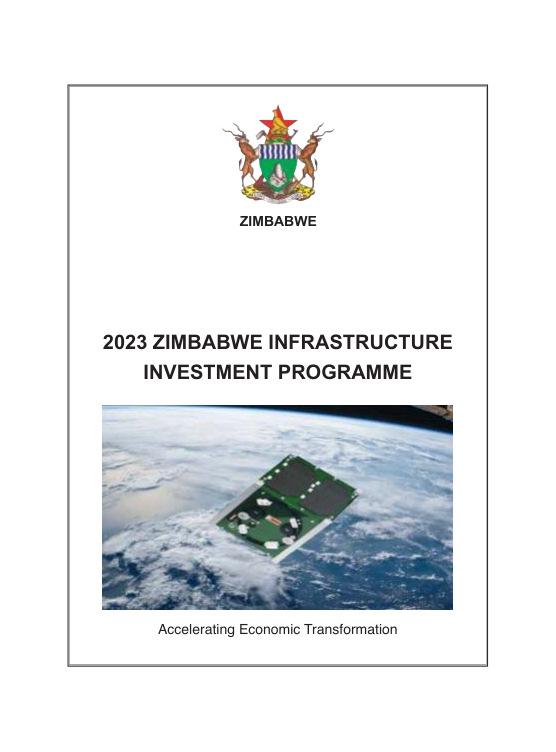 ZIMBABWE
2023 ZIMBABWE INFRASTRUCTURE
INVESTMENT PROGRAMME
Accelerating Economic Transformation